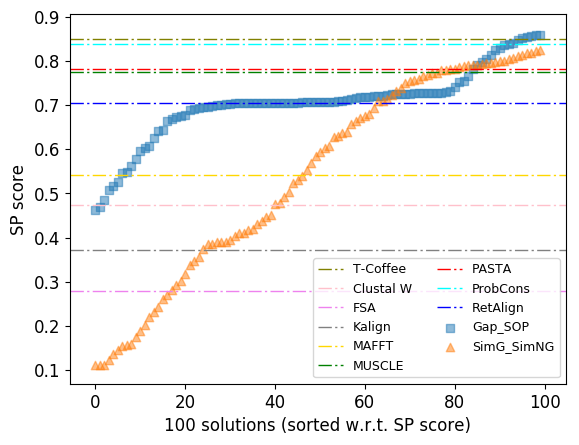 0.9
0.8
0.7
0.6
0.5
0.4
0.3
0.2
0.1
SP score
T-Coffee
Clustal W
FSA
Kalign
MAFFT
MUSCLE
PASTA
ProbCons
RetAlign
Gap_SOP
SimG_SimNG
0 20 40 60 80 100
100 solutions (sorted w.r.t. SP score)